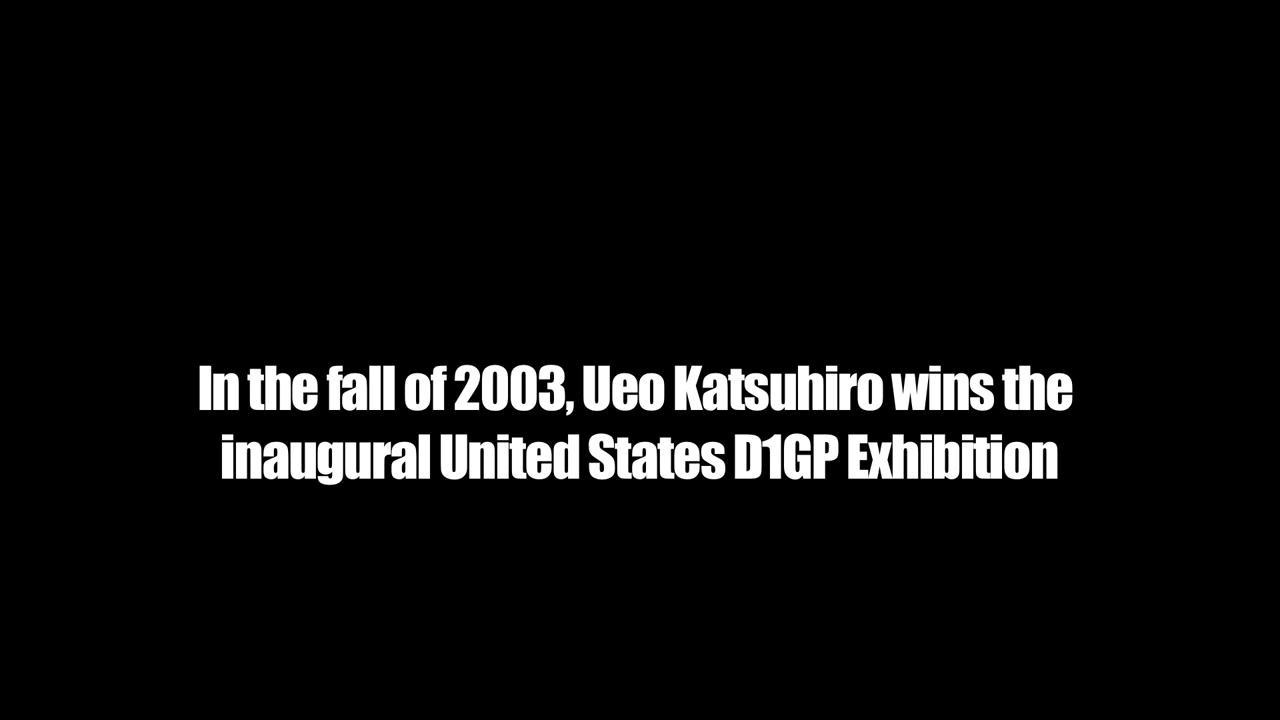 In the fall of 2003, Ueo Katsuhiro wins the
inaugural United States D1GP Exhibition